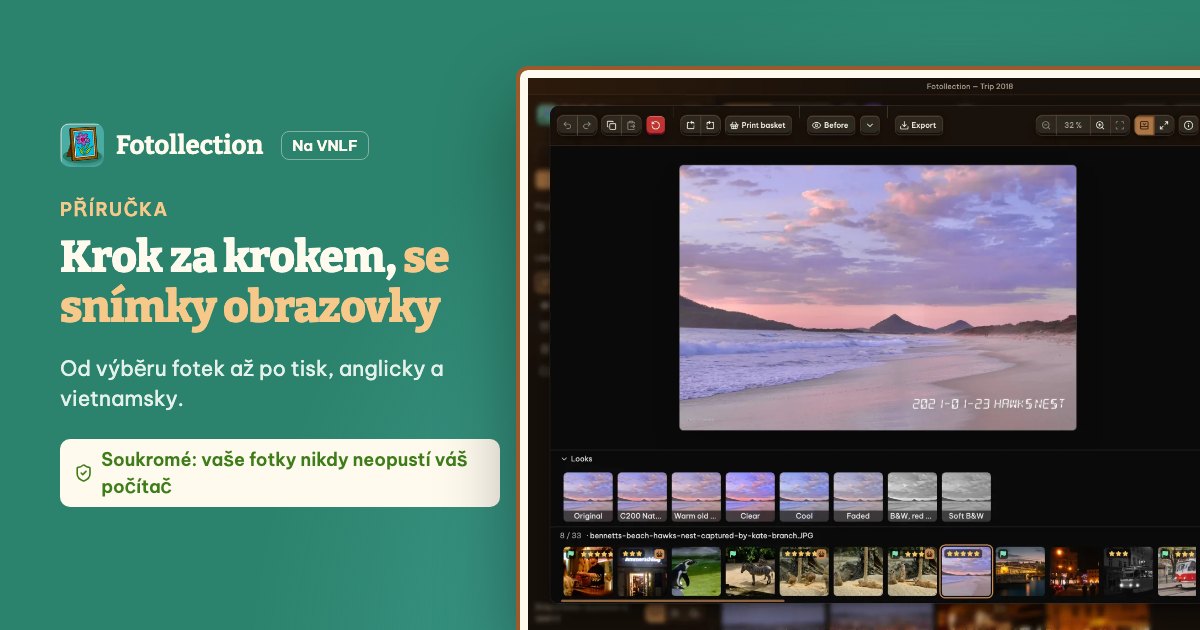 Fotollection
Na VNLF
PŘÍRUČKA
Krok za krokem, se
snímky obrazovky
Od výběru fotek až po tisk, anglicky a
vietnamsky.
Soukromé: vaše fotky nikdy neopustí váš
počítač
Fotollection — Trip 2018
Print basket
Before
Export
32 %
2021-01-23 HAWKS NEST
Looks
Original
C200 Nat...
Warm old ...
Clear
Cool
Faded
B&W, red ...
Soft B&W
8 / 33 · bennetts-beach-hawks-nest-captured-by-kate-branch.JPG